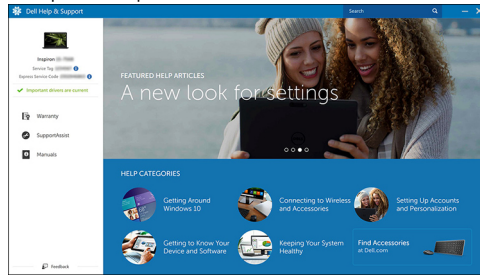 Dell Help & Support
Search
Inspiron
Service Tag
Express Service Code
Important drivers are current
Warranty
SupportAssist
Manuals
Feedback
FEATURED HELP ARTICLES
A new look for settings
HELP CATEGORIES
Getting Around
Windows 10
Connecting to Wireless
and Accessories
Setting Up Accounts
and Personalization
Getting to Know Your
Device and Software
Keeping Your System
Healthy
Find Accessories
at Dell.com